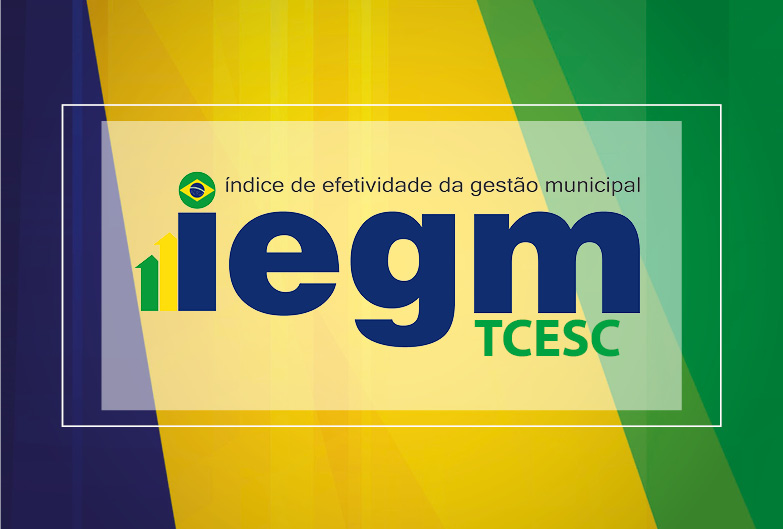 índice de efetividade da gestão municipal
iegm
TCESC